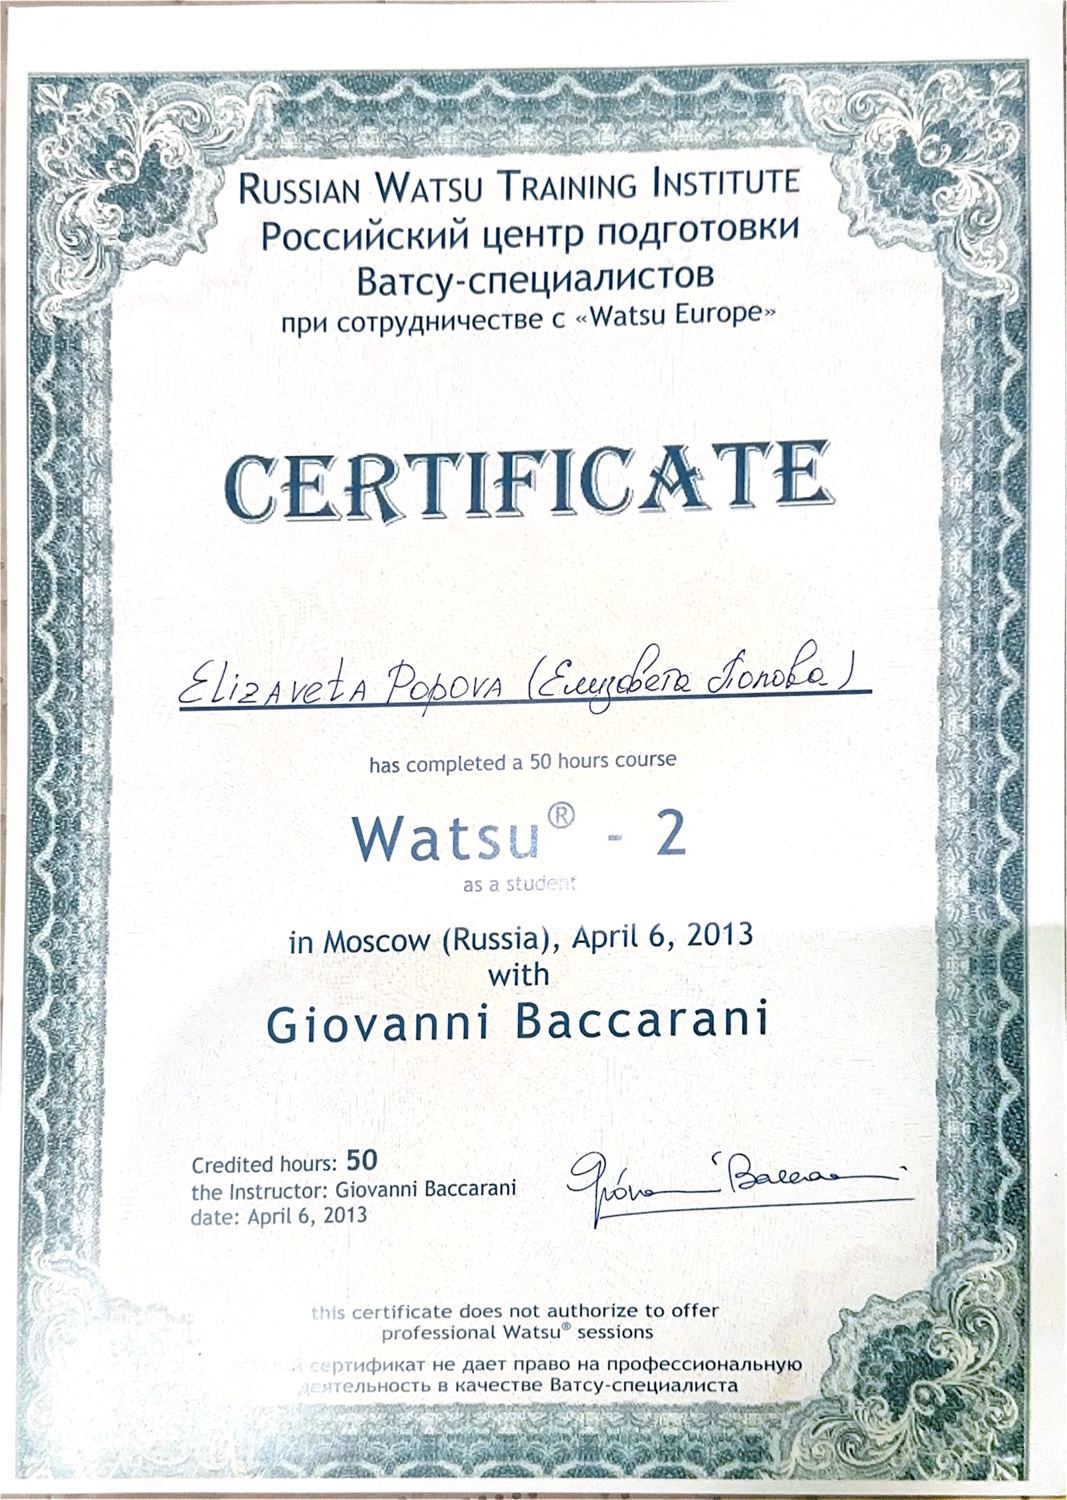 RUSSIAN WATSU TRAINING INSTITUTE
Российский центр подготовки
Ватсу-специалистов
при сотрудничестве с «Watsu Europe»
CERTIFICATE
Elizaveta Popova (Елизавета Попова)
has completed a 50 hours course
Watsu® - 2
as a student
in Moscow (Russia), April 6, 2013
with
Giovanni Baccarani
Credited hours: 50
the Instructor: Giovanni Baccarani
date: April 6, 2013
Giovanni Baccarani
this certificate does not authorize to offer
professional Watsu® sessions
сертификат не дает право на профессиональную
деятельность в качестве Ватсу-специалиста